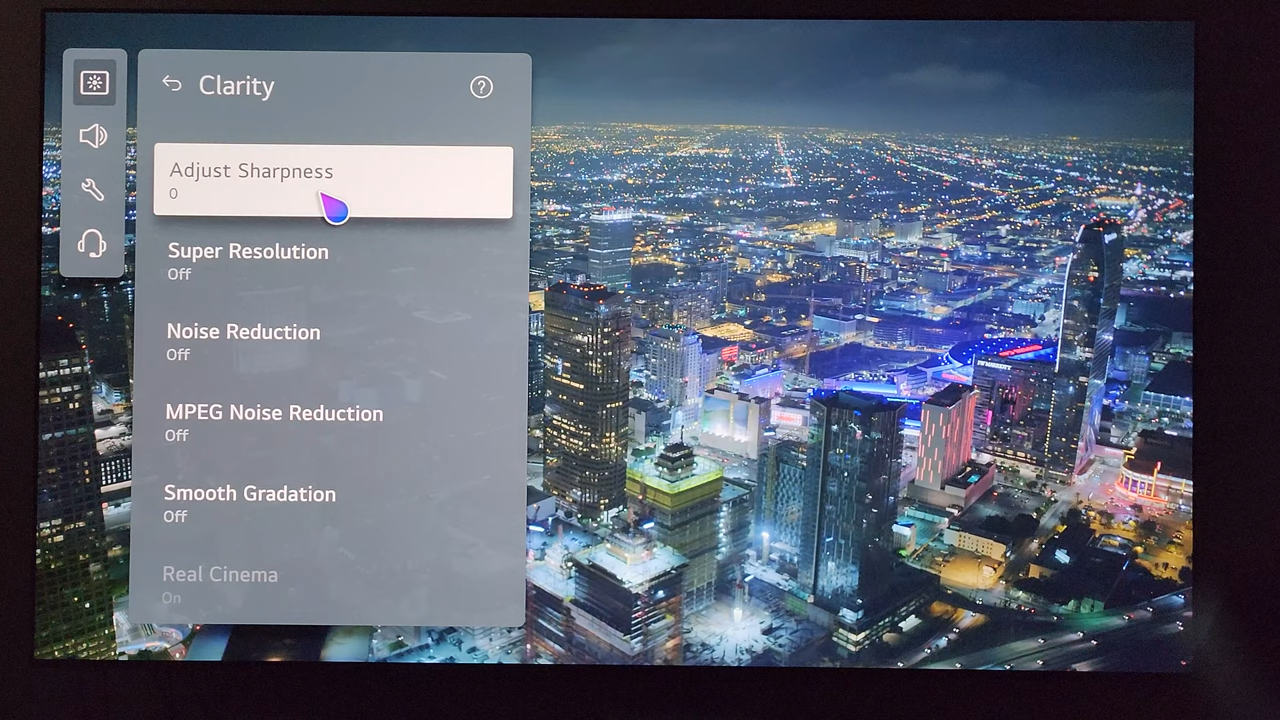 Clarity
?
Adjust Sharpness
0
Super Resolution
Off
Noise Reduction
Off
MPEG Noise Reduction
Off
Smooth Gradation
Off
Real Cinema
On